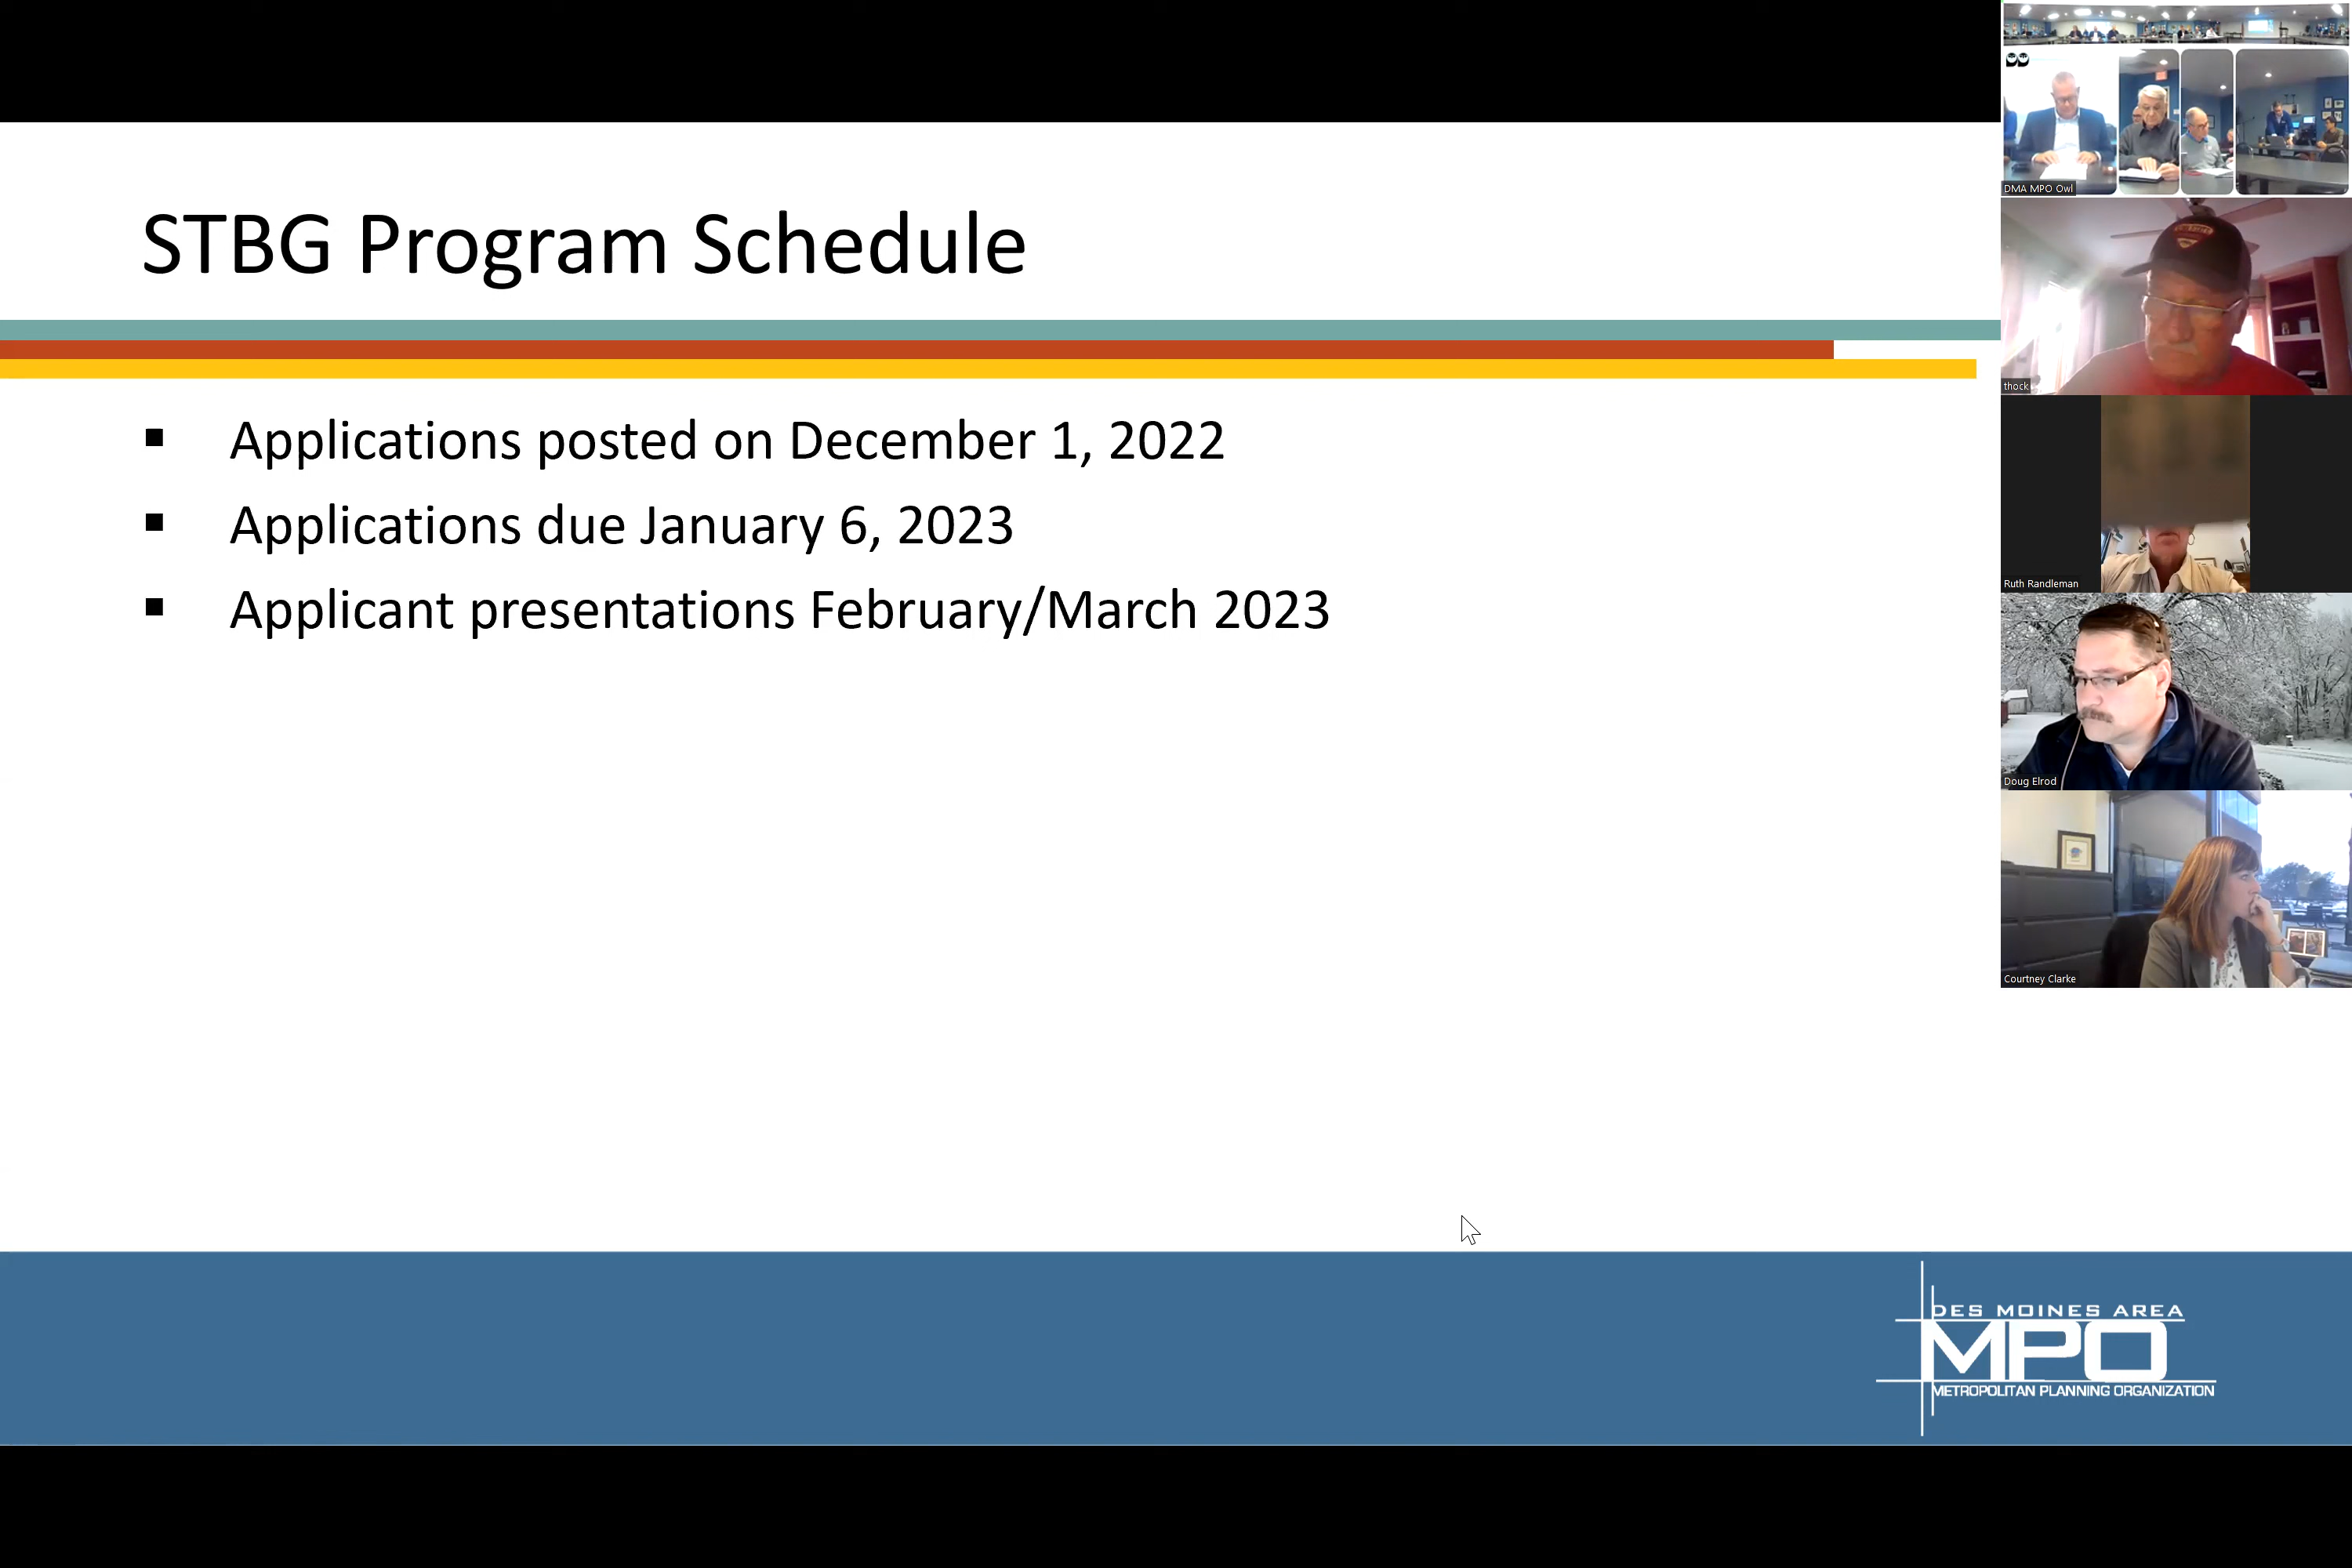 STBG Program Schedule
Applications posted on December 1, 2022
Applications due January 6, 2023
Applicant presentations February/March 2023
DES MOINES AREA
MPO
METROPOLITAN PLANNING ORGANIZATION
DMA MPO Owl
thock
Ruth Randleman
Doug Elrod
Courtney Clarke